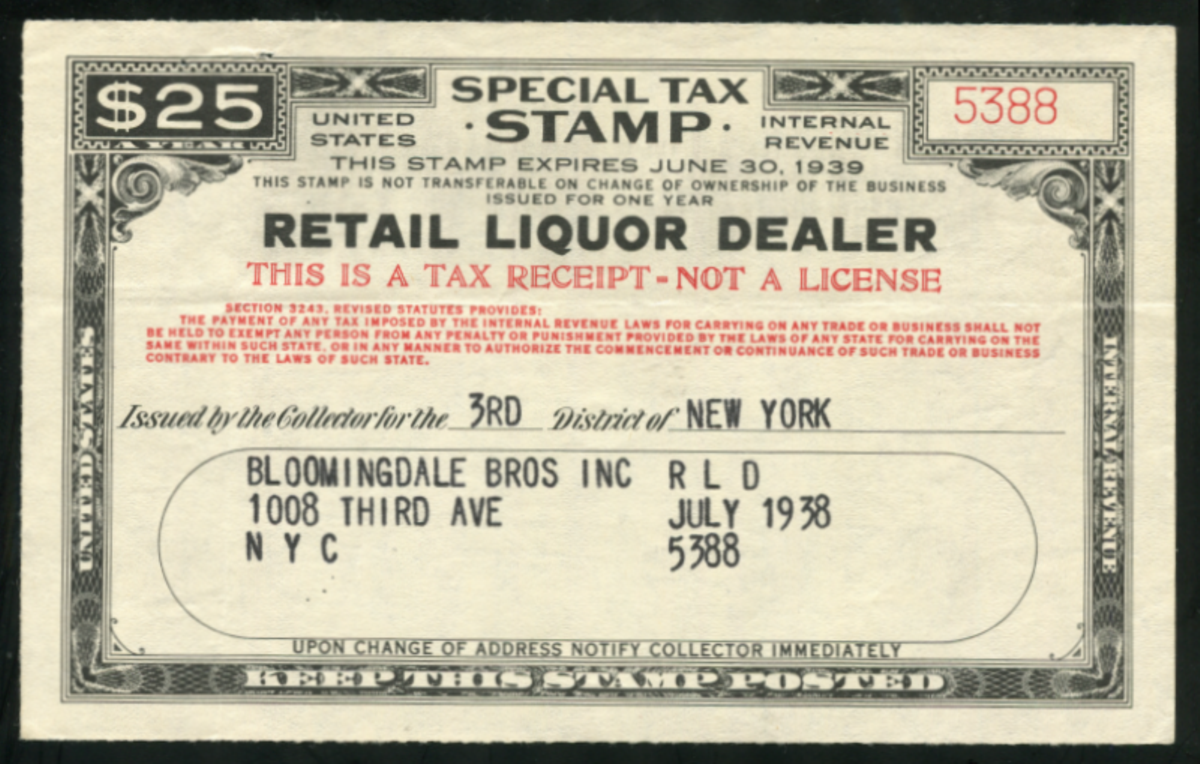 $25
A YEAR
SPECIAL TAX
· STAMP ·
UNITED STATES
INTERNAL REVENUE
5388
THIS STAMP EXPIRES JUNE 30, 1939
THIS STAMP IS NOT TRANSFERABLE ON CHANGE OF OWNERSHIP OF THE BUSINESS
ISSUED FOR ONE YEAR
RETAIL LIQUOR DEALER
THIS IS A TAX RECEIPT - NOT A LICENSE
SECTION 3243, REVISED STATUTES PROVIDES:
THE PAYMENT OF ANY TAX IMPOSED BY THE INTERNAL REVENUE LAWS FOR CARRYING ON ANY TRADE OR BUSINESS SHALL NOT
BE HELD TO EXEMPT ANY PERSON FROM ANY PENALTY OR PUNISHMENT PROVIDED BY THE LAWS OF ANY STATE FOR CARRYING ON THE
SAME WITHIN SUCH STATE, OR IN ANY MANNER TO AUTHORIZE THE COMMENCEMENT OR CONTINUANCE OF SUCH TRADE OR BUSINESS
CONTRARY TO THE LAWS OF SUCH STATE.
Issued by the Collector for the 3RD District of NEW YORK
BLOOMINGDALE BROS INC R L D
1008 THIRD AVE JULY 1938
N Y C 5388
UPON CHANGE OF ADDRESS NOTIFY COLLECTOR IMMEDIATELY
KEEP THIS STAMP POSTED
UNITED STATES
INTERNAL REVENUE